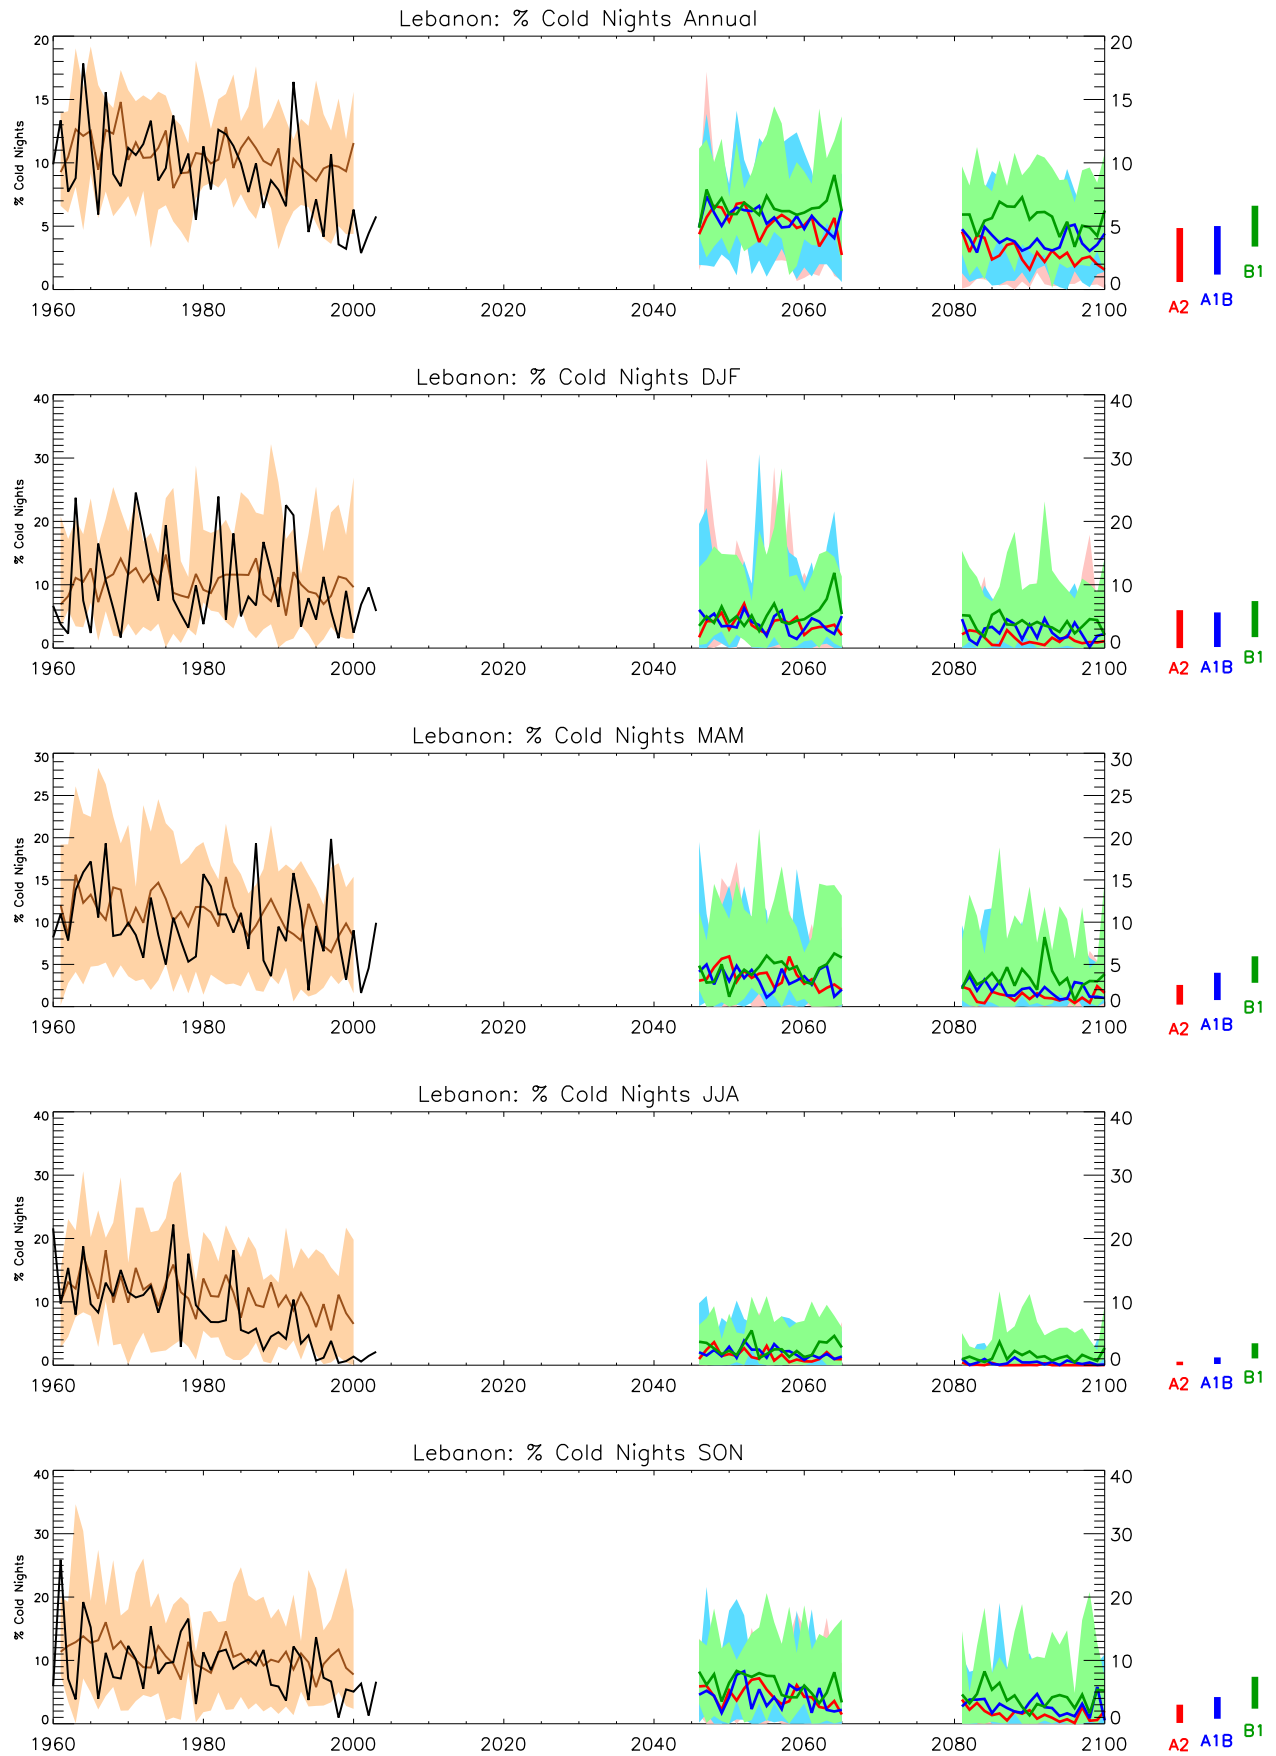 Lebanon: % Cold Nights Annual
% Cold Nights
20 15 10 5 0
20 15 10 5 0
1960 1980 2000 2020 2040 2060 2080 2100
A2 A1B B1
Lebanon: % Cold Nights DJF
% Cold Nights
40 30 20 10 0
40 30 20 10 0
1960 1980 2000 2020 2040 2060 2080 2100
A2 A1B B1
Lebanon: % Cold Nights MAM
% Cold Nights
30 25 20 15 10 5 0
30 25 20 15 10 5 0
1960 1980 2000 2020 2040 2060 2080 2100
A2 A1B B1
Lebanon: % Cold Nights JJA
% Cold Nights
40 30 20 10 0
40 30 20 10 0
1960 1980 2000 2020 2040 2060 2080 2100
A2 A1B B1
Lebanon: % Cold Nights SON
% Cold Nights
40 30 20 10 0
40 30 20 10 0
1960 1980 2000 2020 2040 2060 2080 2100
A2 A1B B1